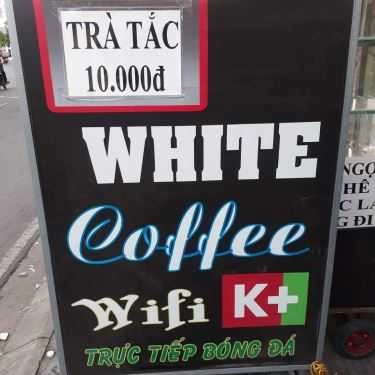 TRÀ TẮC
10.000đ
WHITE
Coffee
Wifi K+
TRỰC TIẾP BÓNG ĐÁ